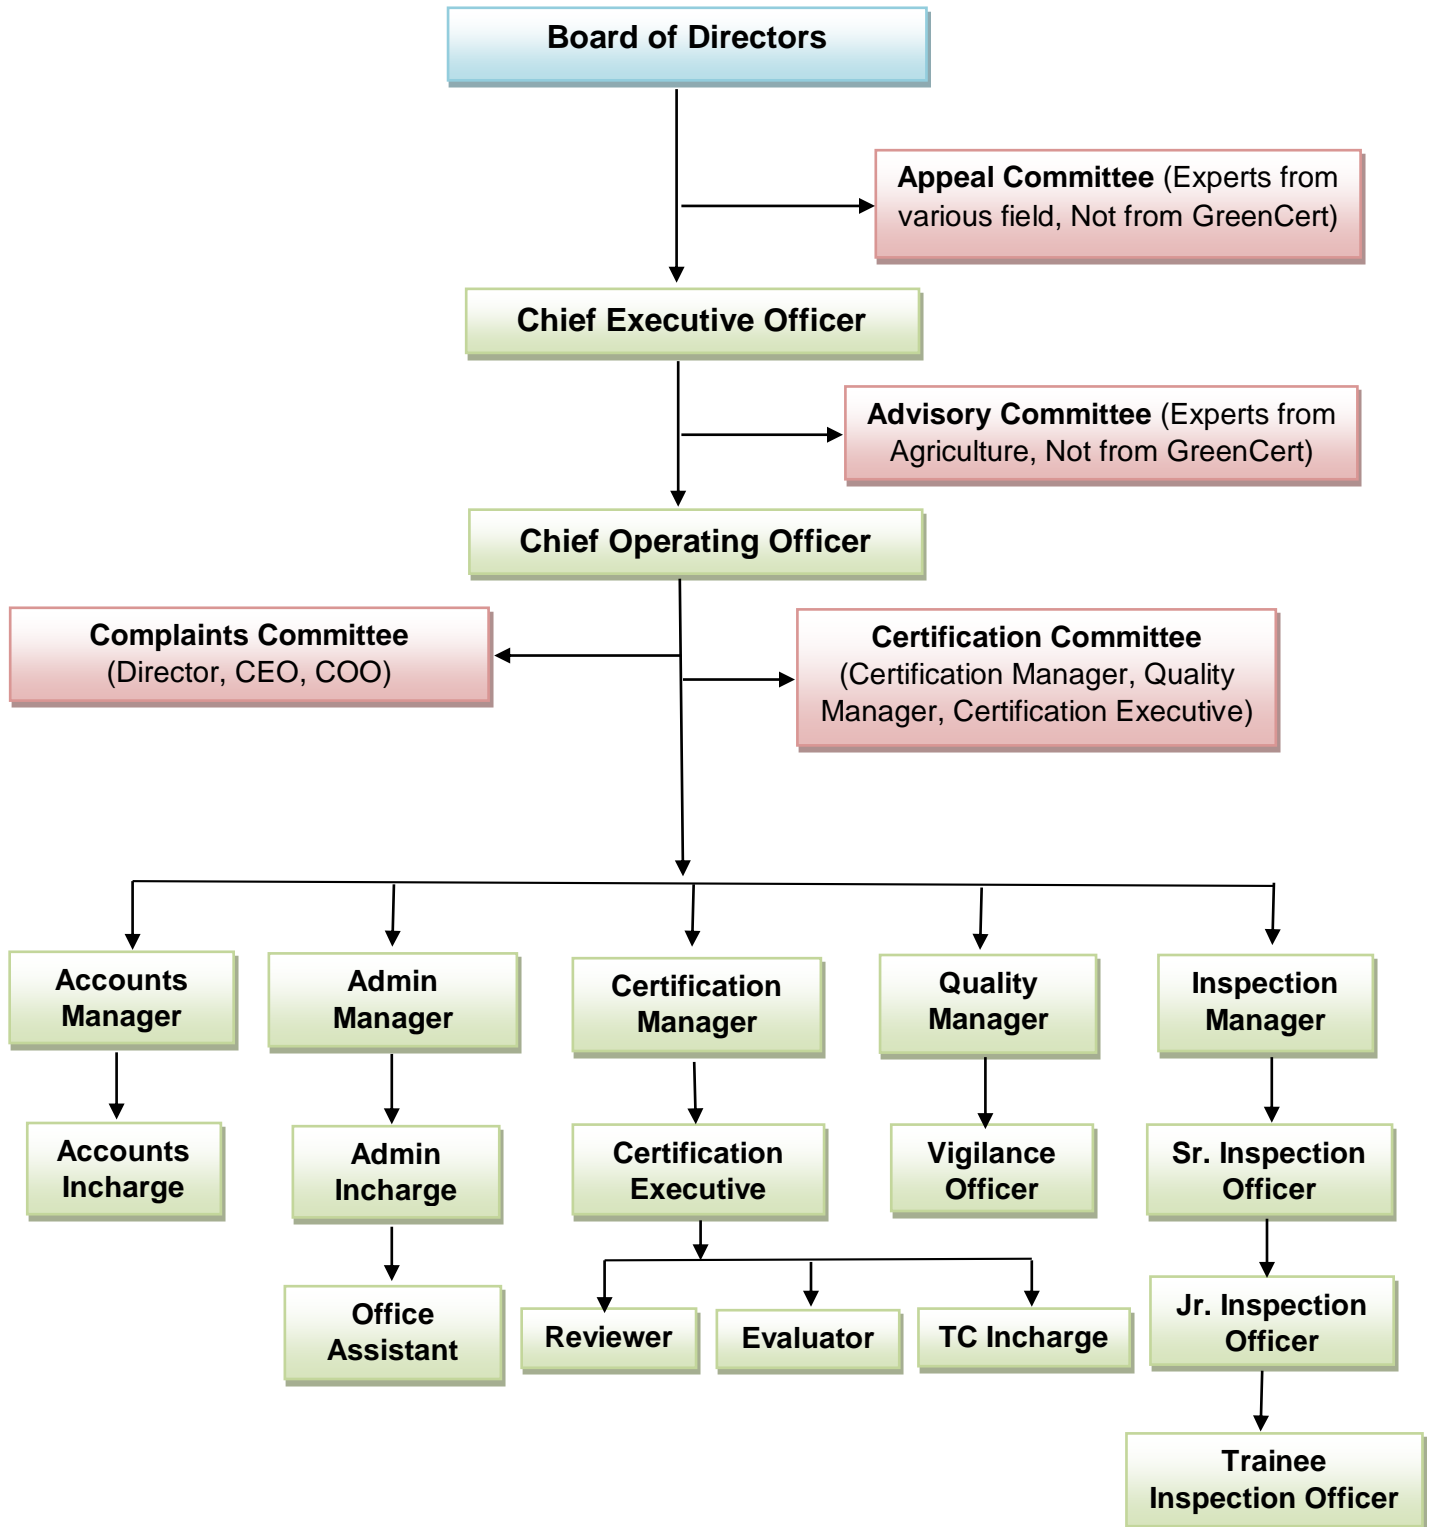 Board of Directors
Appeal Committee (Experts from
various field, Not from GreenCert)
Chief Executive Officer
Advisory Committee (Experts from
Agriculture, Not from GreenCert)
Chief Operating Officer
Complaints Committee
(Director, CEO, COO)
Certification Committee
(Certification Manager, Quality
Manager, Certification Executive)
Accounts
Manager
Admin
Manager
Certification
Manager
Quality
Manager
Inspection
Manager
Accounts
Incharge
Admin
Incharge
Certification
Executive
Vigilance
Officer
Sr. Inspection
Officer
Office
Assistant
Reviewer
Evaluator
TC Incharge
Jr. Inspection
Officer
Trainee
Inspection Officer